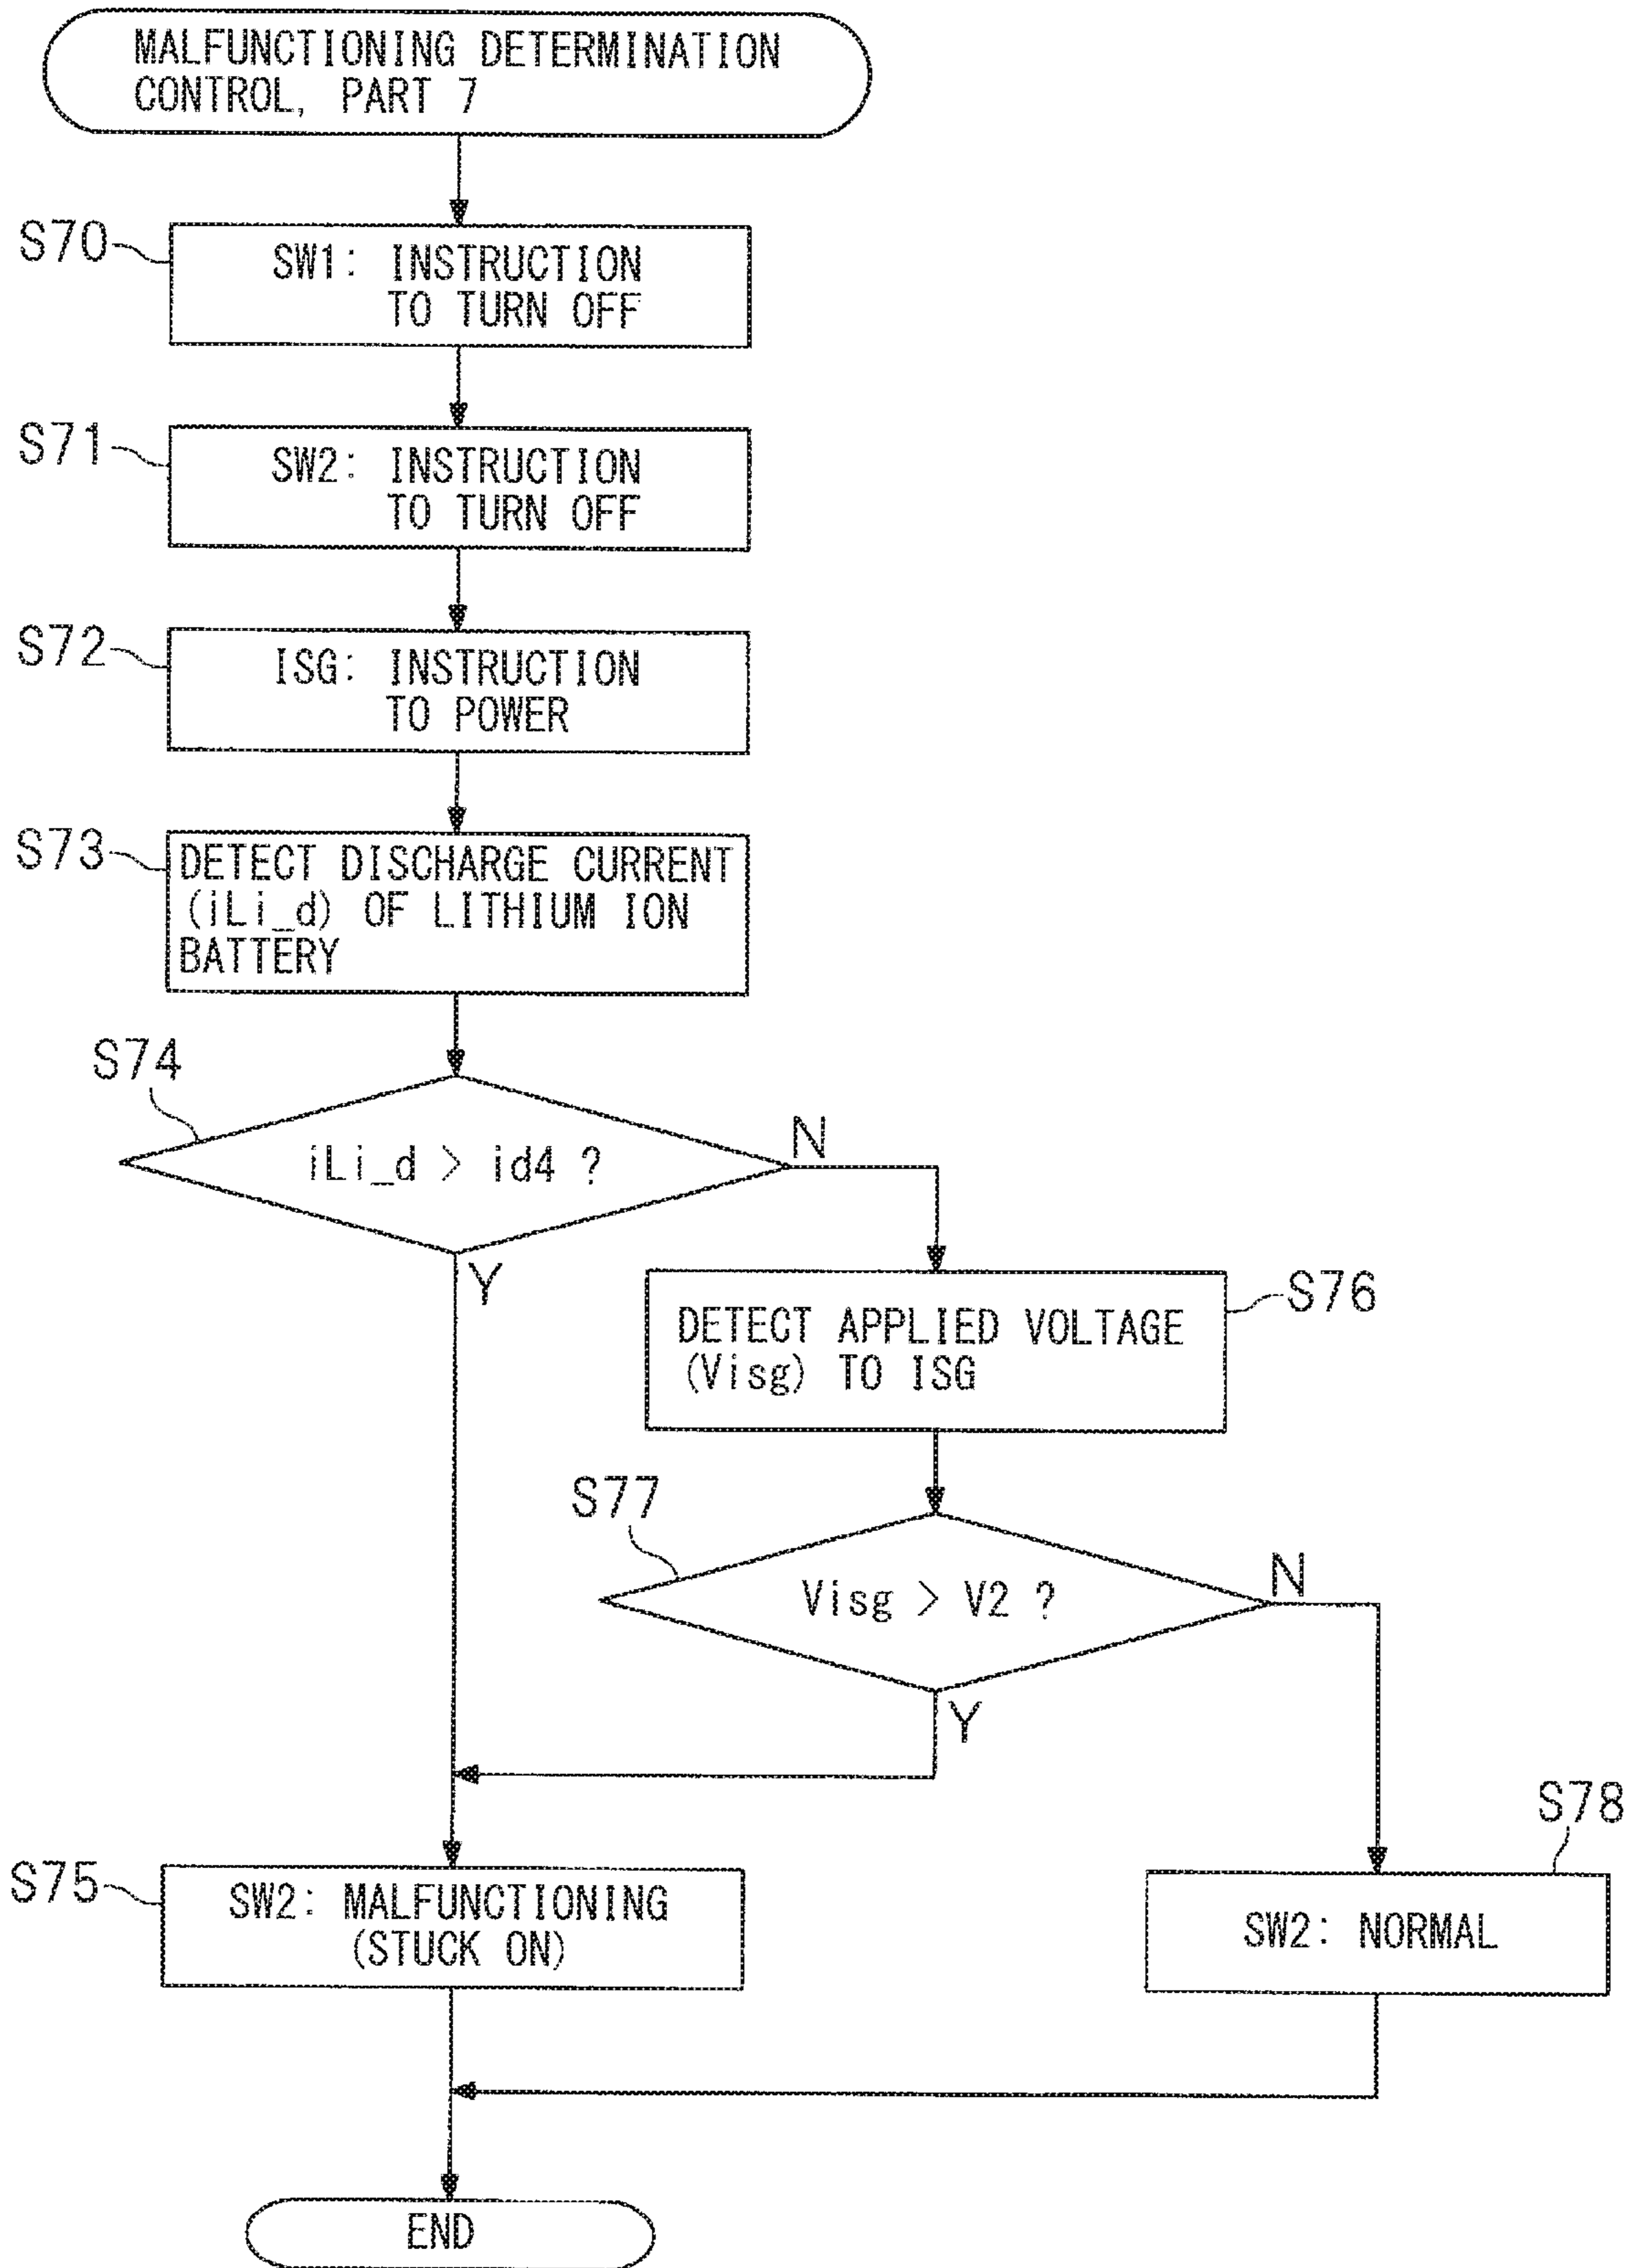 MALFUNCTIONING DETERMINATION
CONTROL, PART 7
S70
SW1: INSTRUCTION
TO TURN OFF
S71
SW2: INSTRUCTION
TO TURN OFF
S72
ISG: INSTRUCTION
TO POWER
S73
DETECT DISCHARGE CURRENT
(iLi_d) OF LITHIUM ION
BATTERY
S74
iLi_d > id4 ?
N
Y
S76
DETECT APPLIED VOLTAGE
(Visg) TO ISG
S77
Visg > V2 ?
N
Y
S75
SW2: MALFUNCTIONING
(STUCK ON)
S78
SW2: NORMAL
END